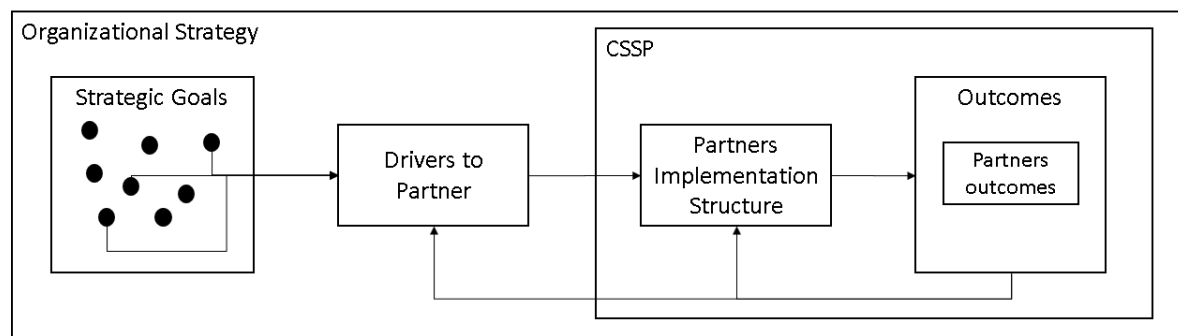 Organizational Strategy
CSSP
Strategic Goals
Outcomes
Drivers to
Partner
Partners
Implementation
Structure
Partners
outcomes